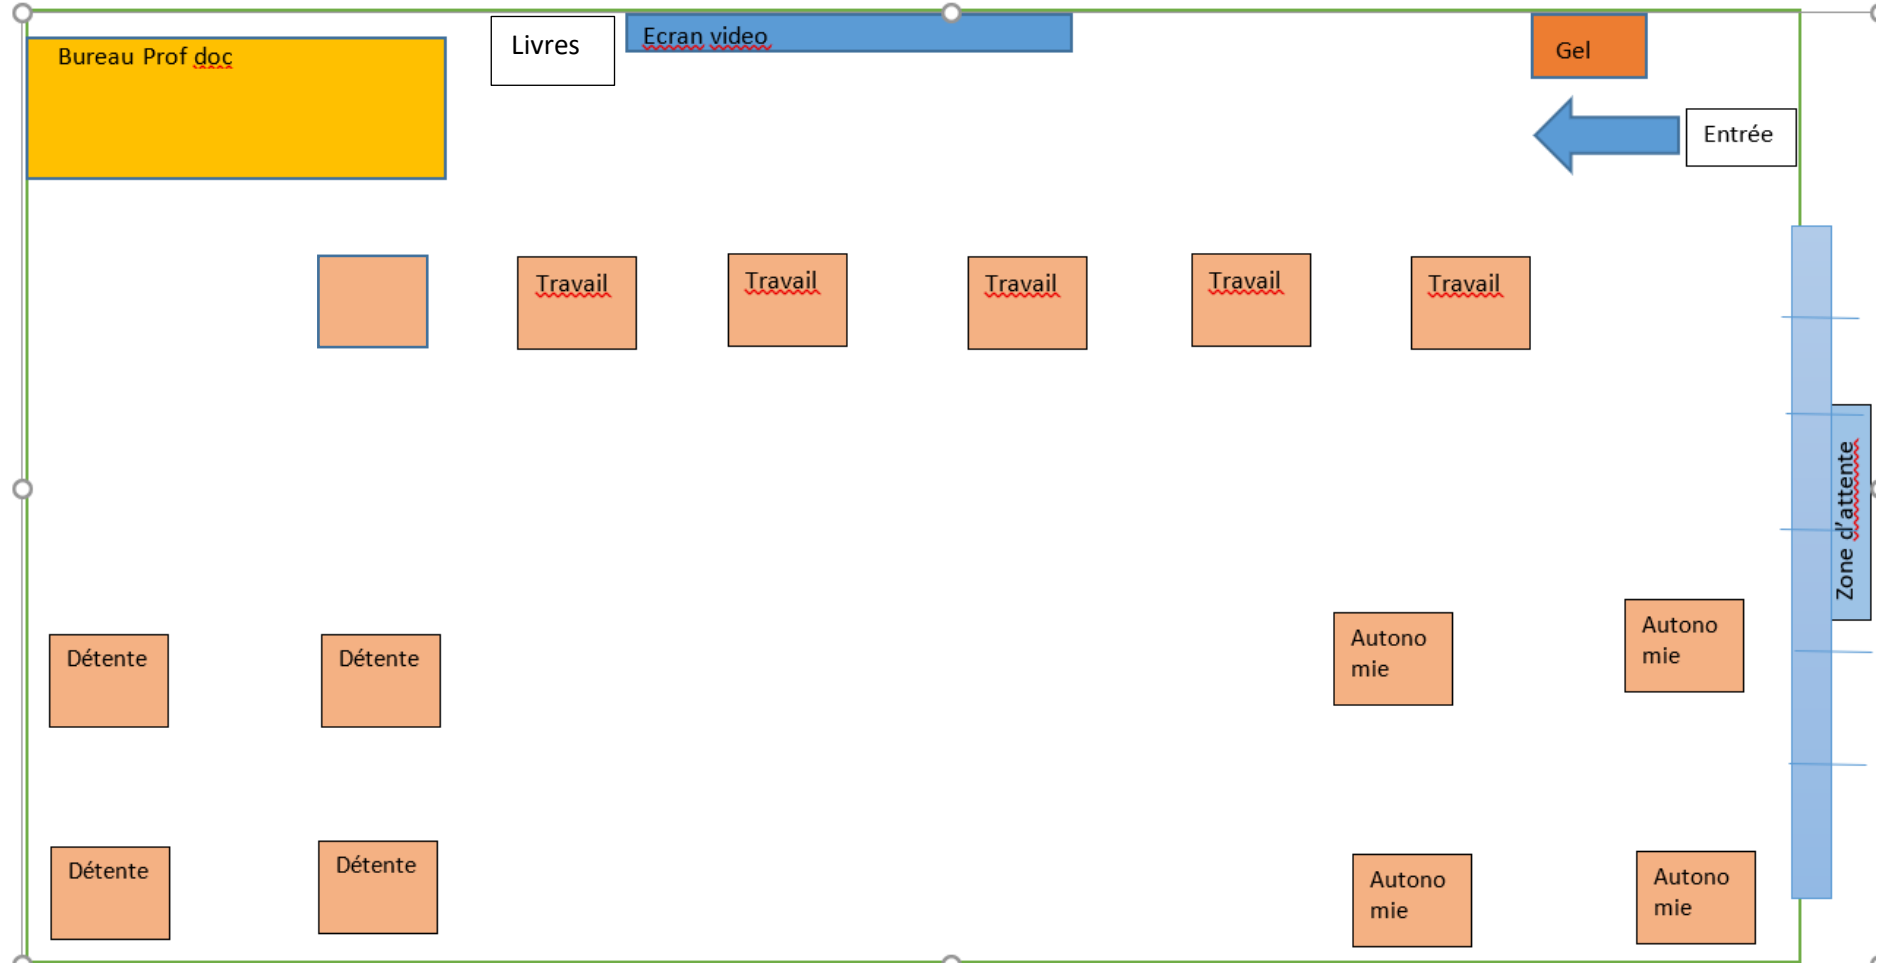 Bureau Prof doc
Livres
Ecran video
Gel
Entrée
Travail
Travail
Travail
Travail
Travail
Zone d'attente
Détente
Détente
Autono
mie
Autono
mie
Détente
Détente
Autono
mie
Autono
mie